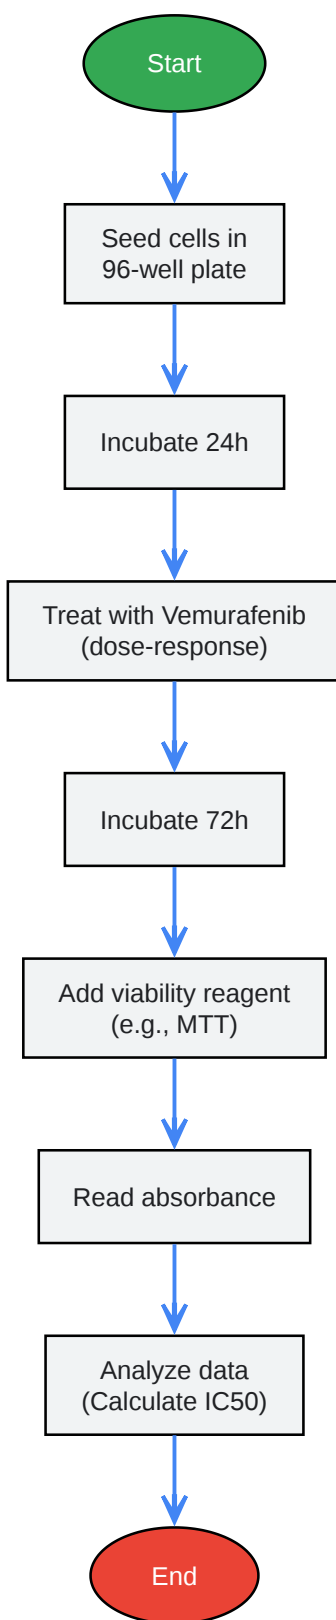 Start
Seed cells in
96-well plate
Incubate 24h
Treat with Vemurafenib
(dose-response)
Incubate 72h
Add viability reagent
(e.g., MTT)
Read absorbance
Analyze data
(Calculate IC50)
End